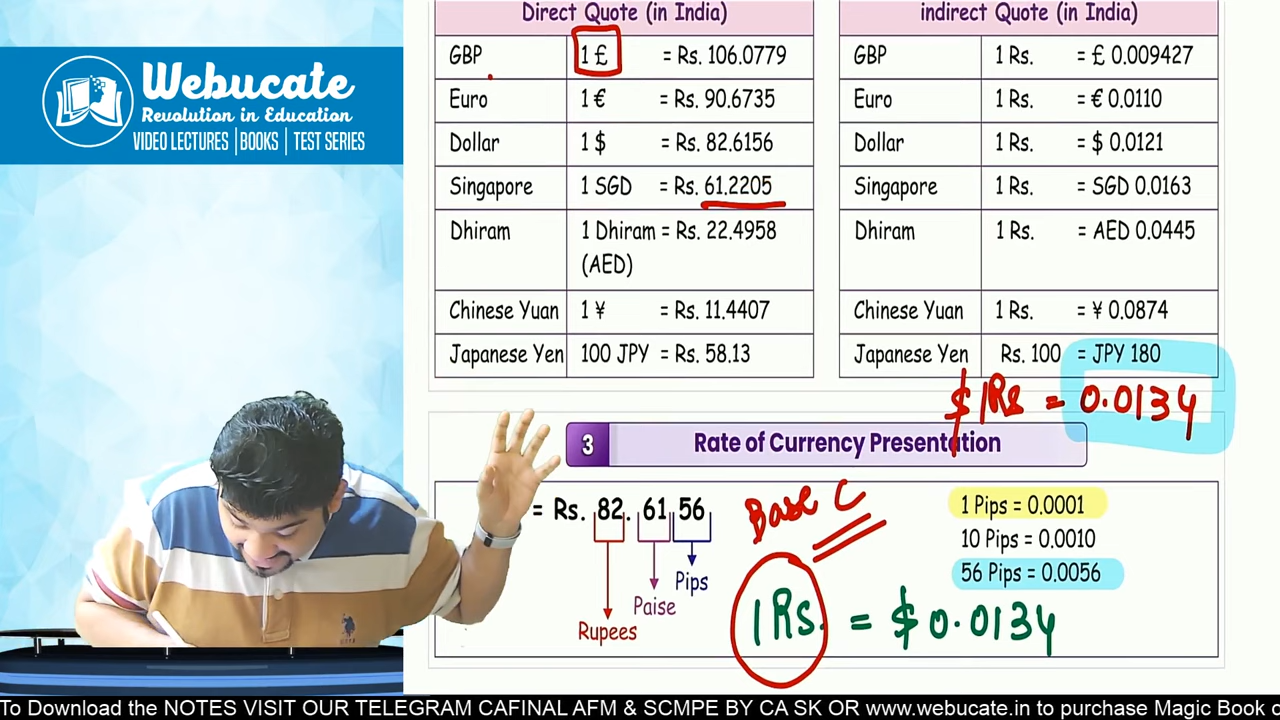 Webucate
Revolution in Education
VIDEO LECTURES |BOOKS | TEST SERIES
Direct Quote (in India)
GBP 1 £ = Rs. 106.0779
Euro 1 € = Rs. 90.6735
Dollar 1 $ = Rs. 82.6156
Singapore 1 SGD = Rs. 61.2205
Dhiram 1 Dhiram = Rs. 22.4958
(AED)
Chinese Yuan 1 ¥ = Rs. 11.4407
Japanese Yen 100 JPY = Rs. 58.13
indirect Quote (in India)
GBP 1 Rs. = £ 0.009427
Euro 1 Rs. = € 0.0110
Dollar 1 Rs. = $ 0.0121
Singapore 1 Rs. = SGD 0.0163
Dhiram 1 Rs. = AED 0.0445
Chinese Yuan 1 Rs. = ¥ 0.0874
Japanese Yen Rs. 100 = JPY 180
$/Rs = 0.0134
3 Rate of Currency Presentation
= Rs. 82. 61 56
Rupees
Paise
Pips
Base C
1 Rs. = $ 0.0134
1 Pips = 0.0001
10 Pips = 0.0010
56 Pips = 0.0056
To Download the NOTES VISIT OUR TELEGRAM CAFINAL AFM & SCMPE BY CA SK OR www.webucate.in to purchase Magic Book